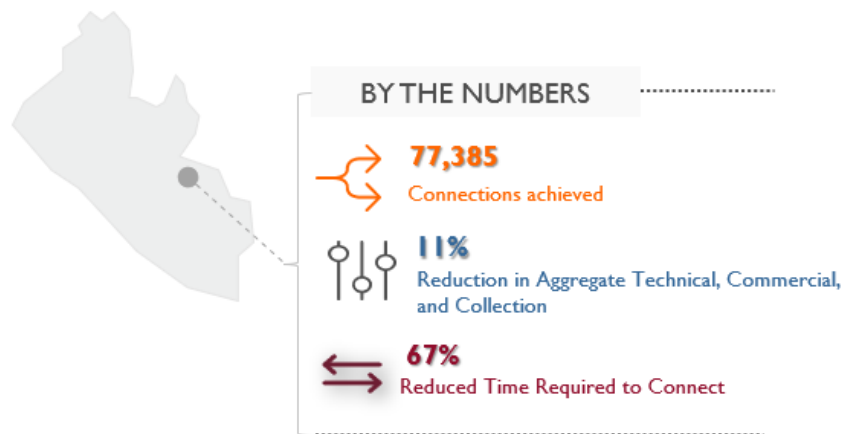 BY THE NUMBERS
77,385
Connections achieved
11%
Reduction in Aggregate Technical, Commercial,
and Collection
67%
Reduced Time Required to Connect